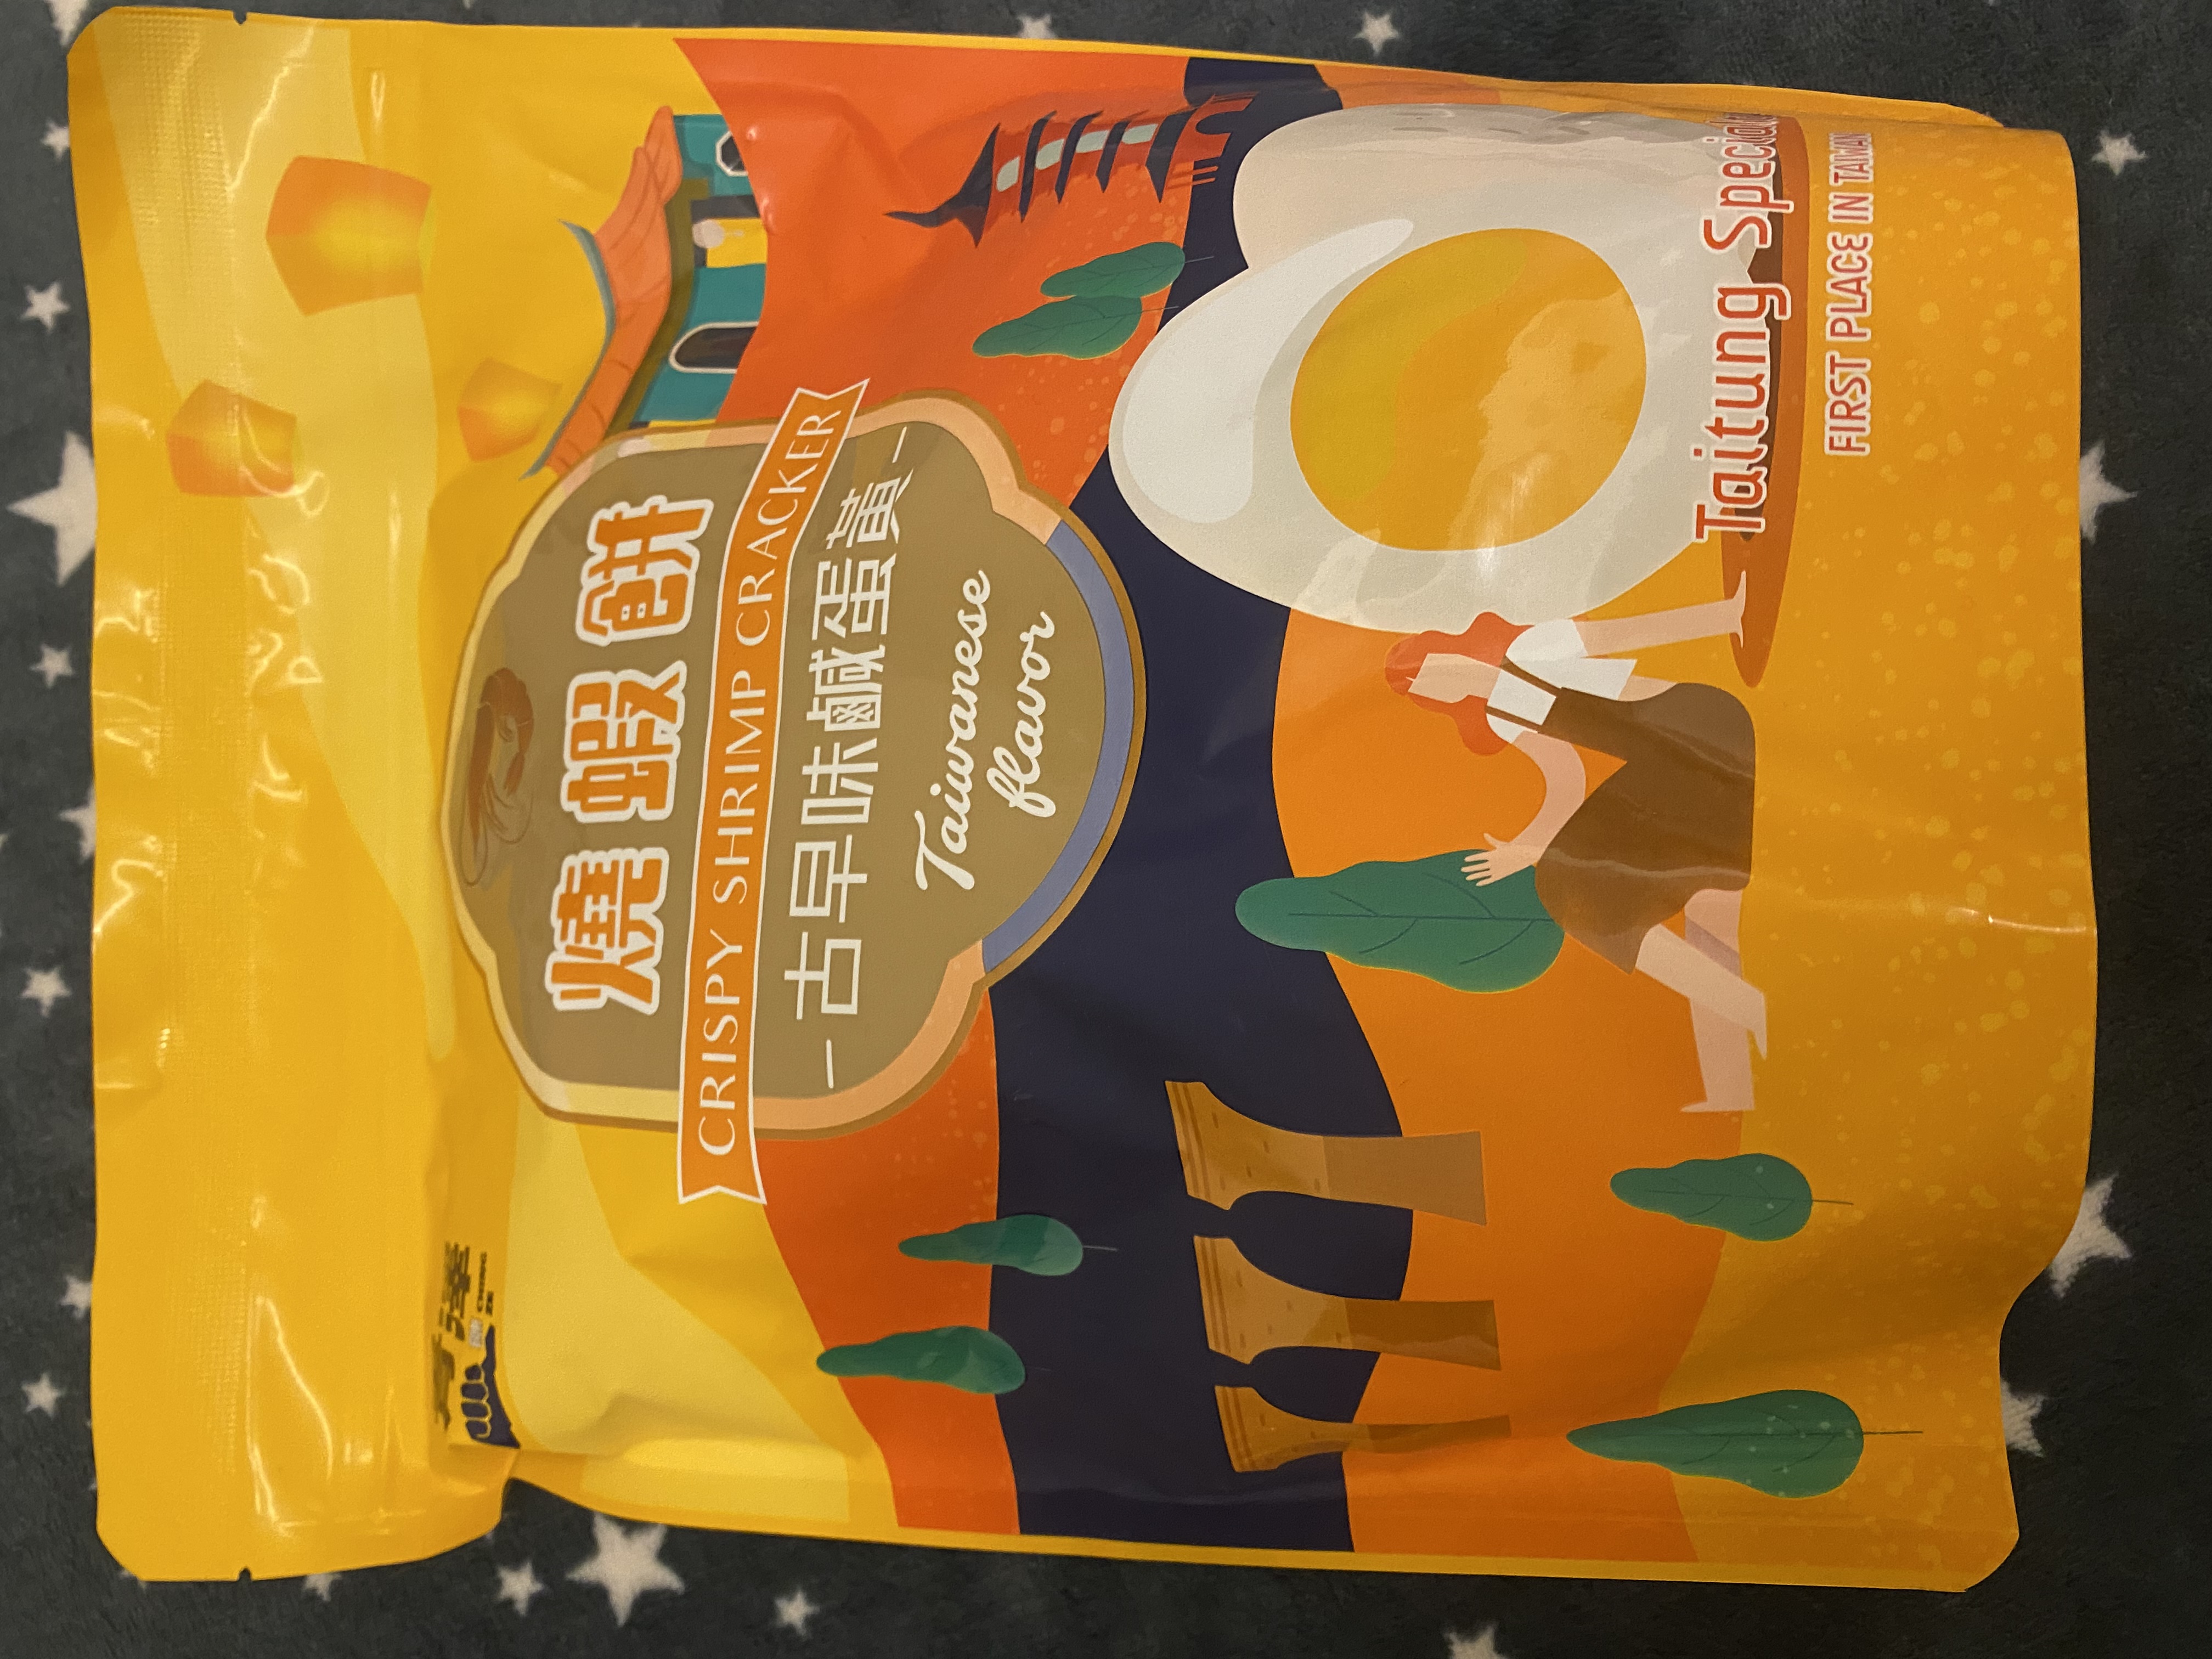 燒蝦餅
CRISPY SHRIMP CRACKER
古早味鹹蛋黃
Taiwanese
flavor
Taitung Special
FIRST PLACE IN TAIWAN